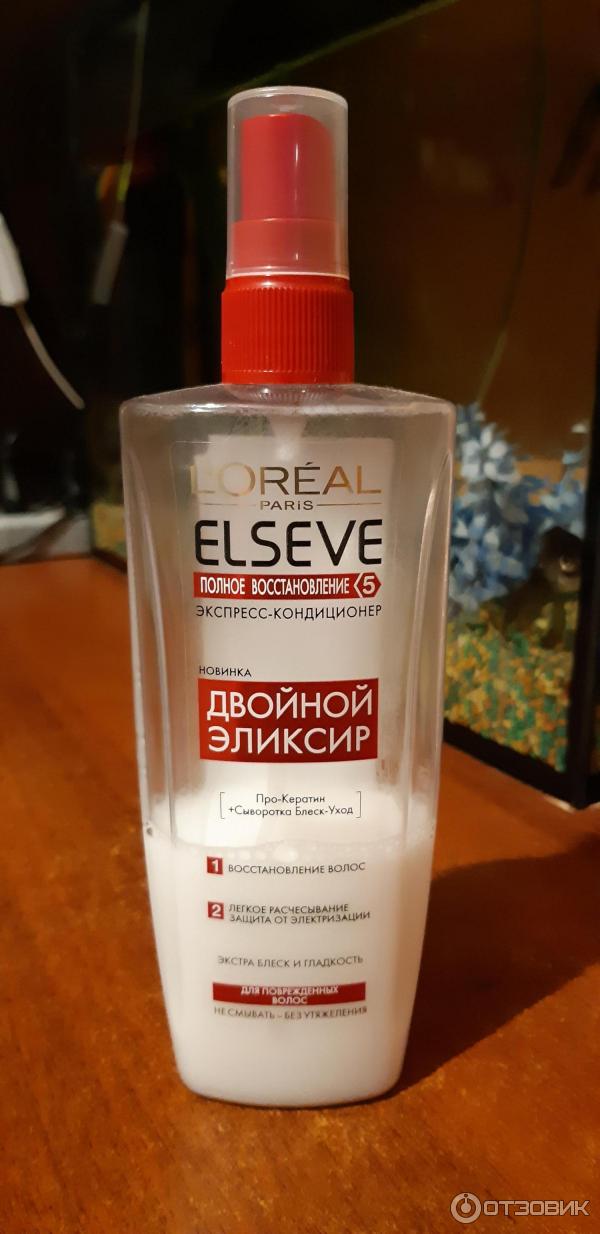 L'ORÉAL
PARIS
ELSEVE
ПОЛНОЕ ВОССТАНОВЛЕНИЕ 5
ЭКСПРЕСС-КОНДИЦИОНЕР
НОВИНКА
ДВОЙНОЙ
ЭЛИКСИР
Про-Кератин
+Сыворотка Блеск-Уход
1 ВОССТАНОВЛЕНИЕ ВОЛОС
2 ЛЕГКОЕ РАСЧЕСЫВАНИЕ
ЗАЩИТА ОТ ЭЛЕКТРИЗАЦИИ
ЭКСТРА БЛЕСК И ГЛАДКОСТЬ
ДЛЯ ПОВРЕЖДЕННЫХ
ВОЛОС
НЕ СМЫВАТЬ – БЕЗ УТЯЖЕЛЕНИЯ
ОТЗОВИК